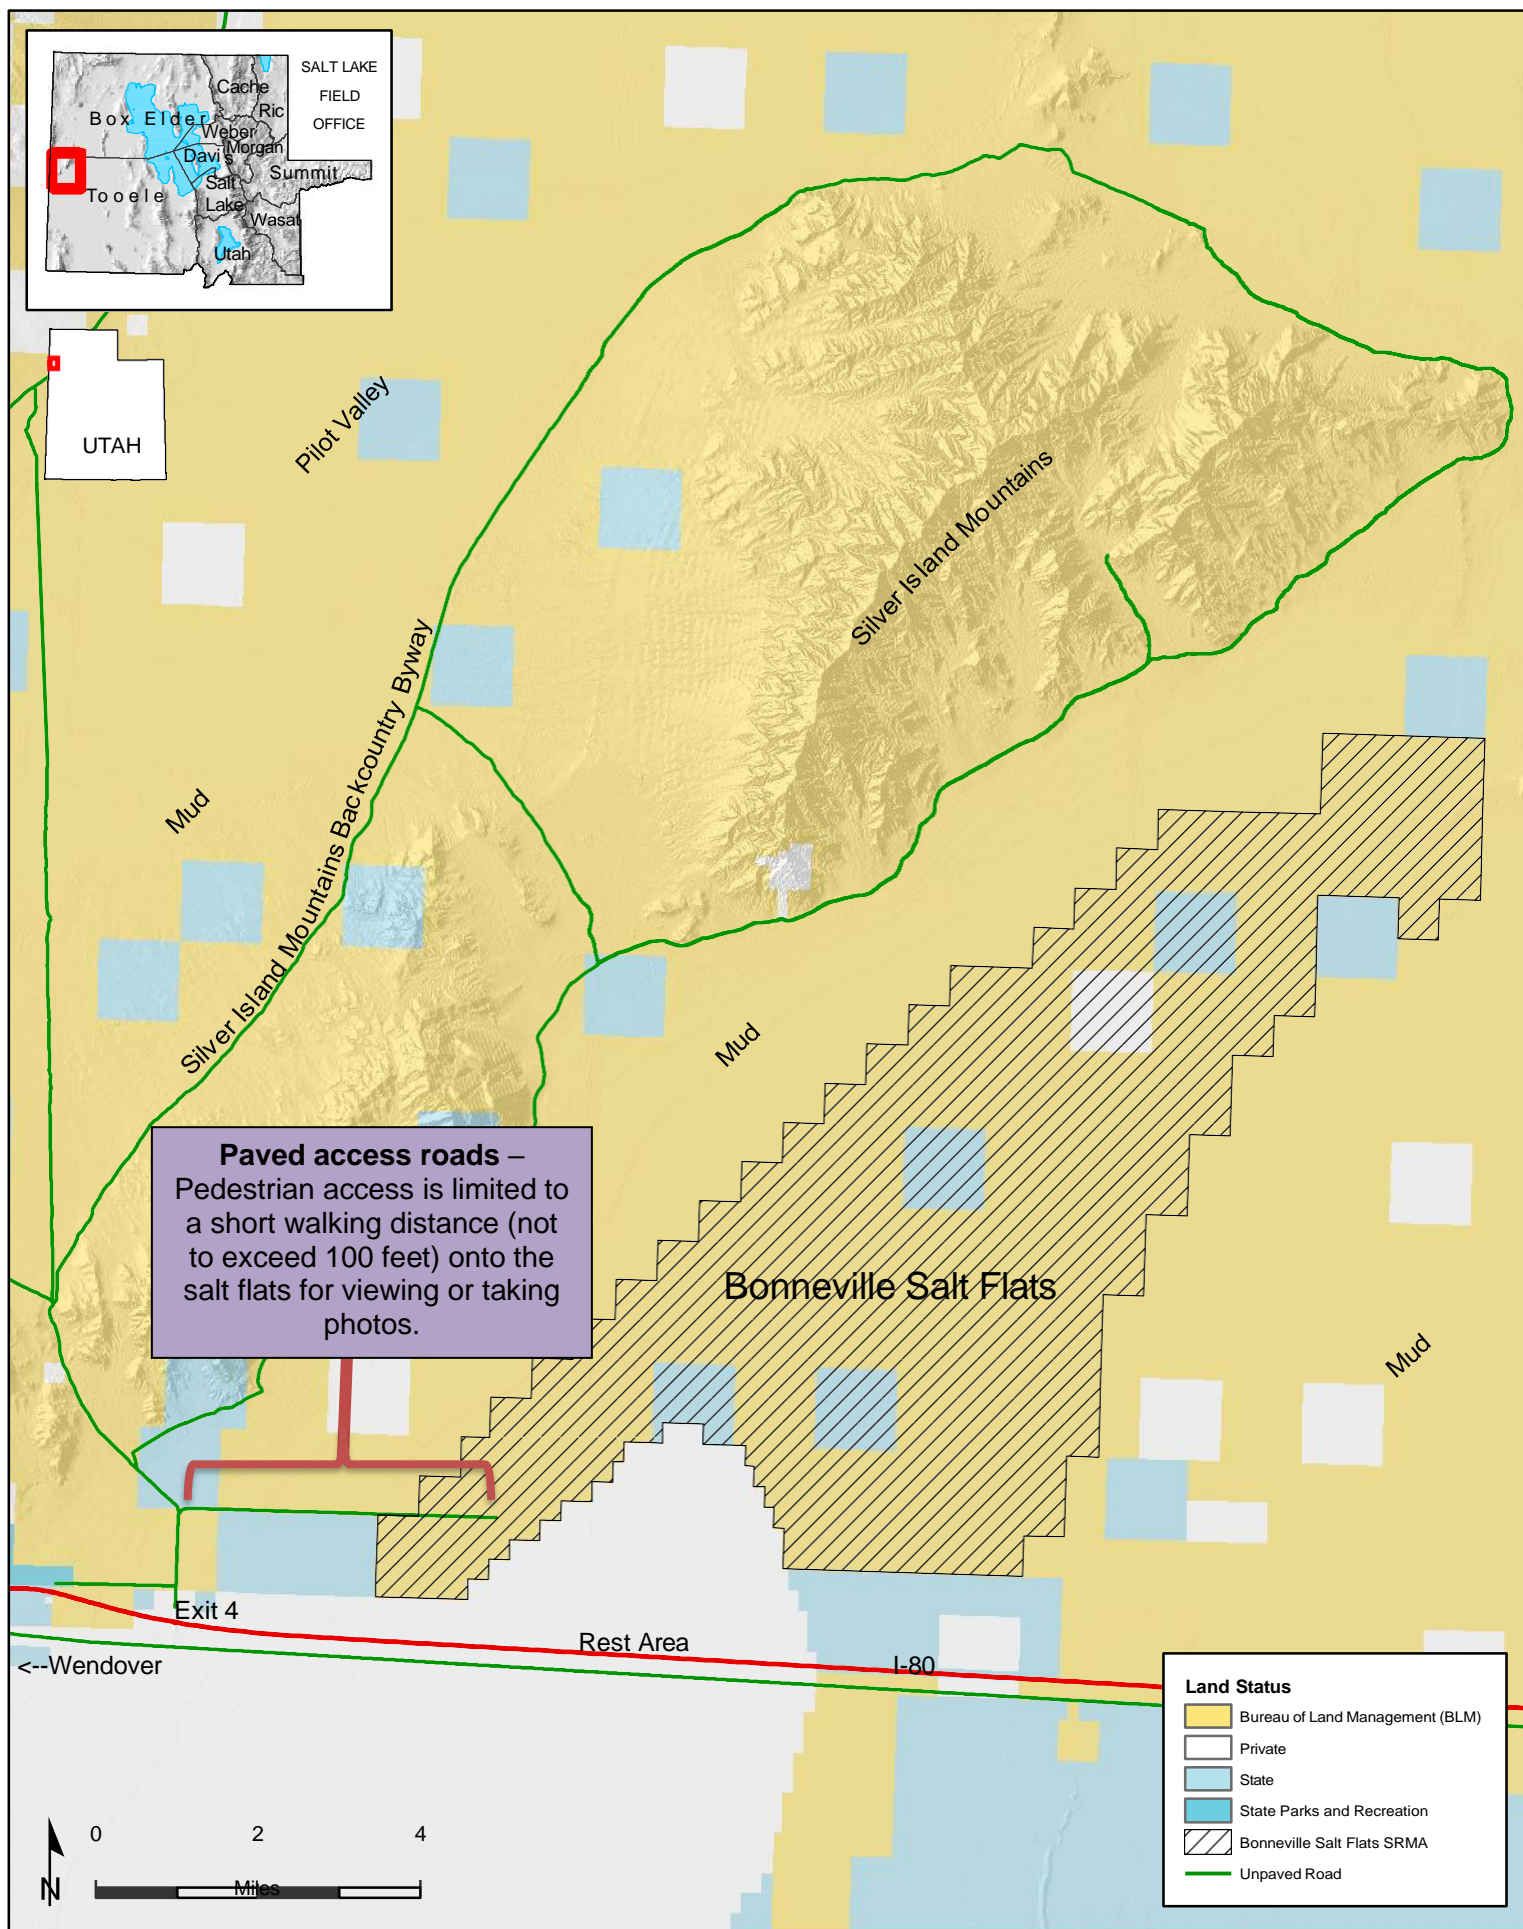 SALT LAKE
FIELD
OFFICE
Cache
Ric
Box Elder
Weber
Morgan
Davis
Summit
Salt
Lake
Tooele
Wasat
Utah
UTAH
Pilot Valley
Silver Island Mountains
Silver Island Mountains Backcountry Byway
Mud
Mud
Paved access roads –
Pedestrian access is limited to
a short walking distance (not
to exceed 100 feet) onto the
salt flats for viewing or taking
photos.
Bonneville Salt Flats
Mud
Exit 4
Rest Area
<--Wendover
I-80
Land Status
Bureau of Land Management (BLM)
Private
State
State Parks and Recreation
Bonneville Salt Flats SRMA
Unpaved Road
0 2 4
Miles
N